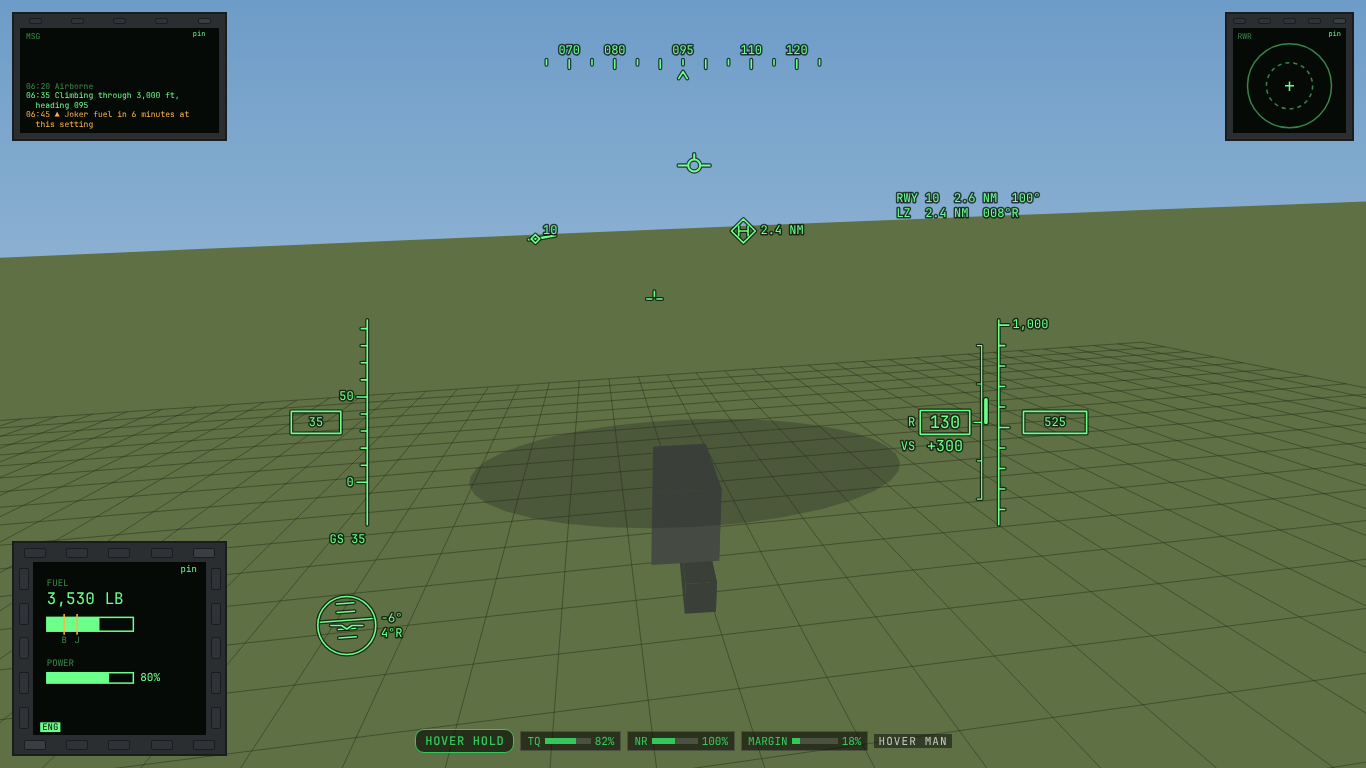 MSG
pin
06:20 Airborne
06:35 Climbing through 3,000 ft,
heading 095
06:45 ▲ Joker fuel in 6 minutes at
this setting
070 080 095 110 120
RWR
pin
RWY 10 2.6 NM 100°
LZ 2.4 NM 008°R
10
H 2.4 NM
1,000
50
35
R 130
525
VS +300
0
GS 35
pin
FUEL
3,530 LB
B J
POWER
80%
ENG
-6°
4°R
HOVER HOLD
TQ 82%
NR 100%
MARGIN 18%
HOVER MAN